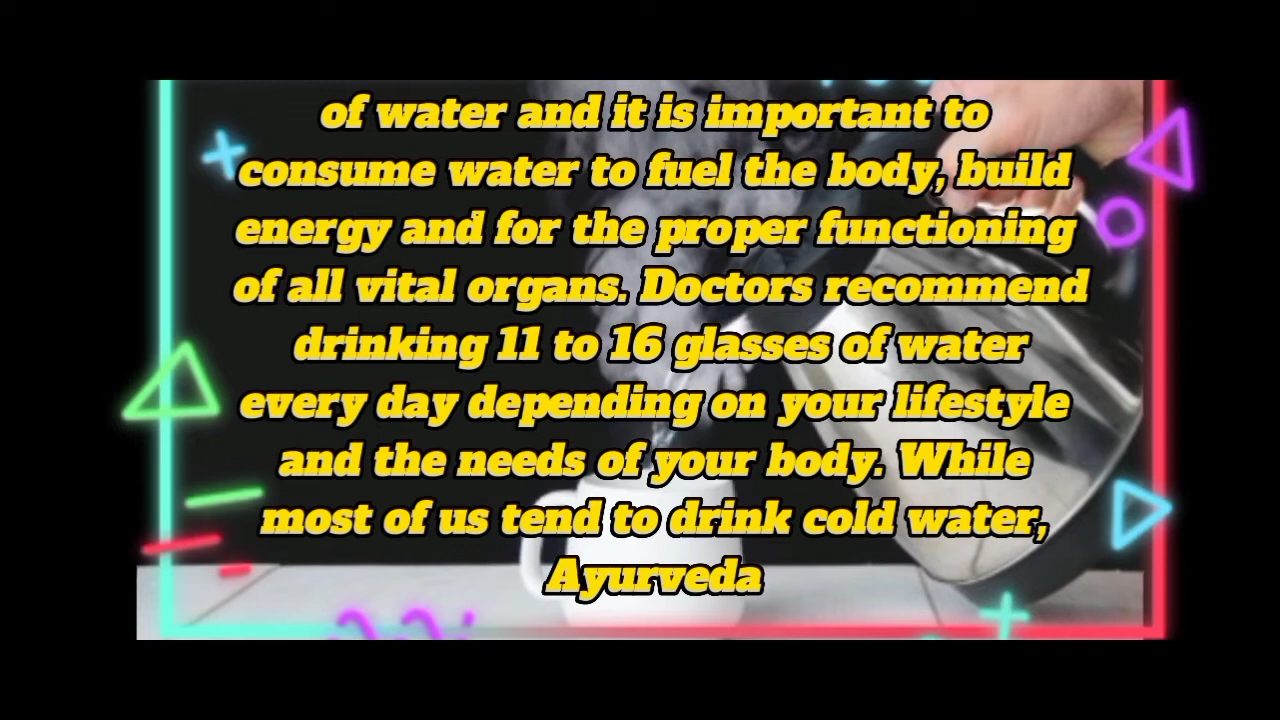 of water and it is important to
consume water to fuel the body, build
energy and for the proper functioning
of all vital organs. Doctors recommend
drinking 11 to 16 glasses of water
every day depending on your lifestyle
and the needs of your body. While
most of us tend to drink cold water,
Ayurveda